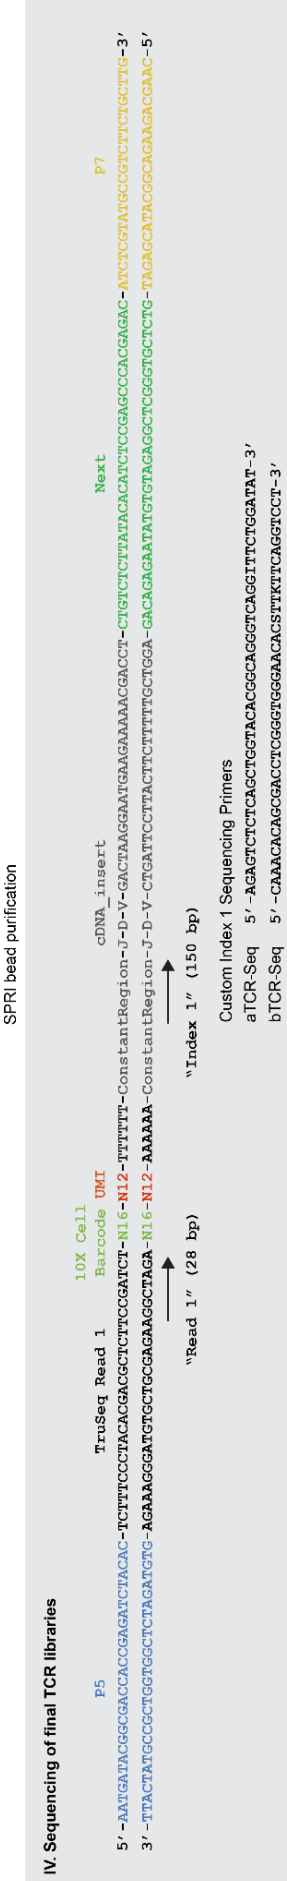 SPRI bead purification
IV. Sequencing of final TCR libraries
10X Cell
P5 TruSeq Read 1 Barcode UMI cDNA_insert Next P7
5′-AATGATACGGCGACCACCGAGATCTACAC-TCTTTCCCTACACGACGCTCTTCCGATCT-N16-N12-TTTTTT-ConstantRegion-J-D-V-GACTAAGGAATGAAGAAAAACGACCT-CTGTCTCTTATACACATCTCCGAGCCCACGAGAC-ATCTCGTATGCCGTCTTCTGCTTG-3′
3′-TTACTATGCCGCTGGTGGCTCTAGATGTG-AGAAAGGGATGTGCTGCGAGAAGGCTAGA-N16-N12-AAAAAA-ConstantRegion-J-D-V-CTGATTCCTTACTTCTTTTTGCTGGA-GACAGAGAATATGTGTAGAGGCTCGGGTGCTCTG-TAGAGCATACGGCAGAAGACGAAC-5′
"Read 1" (28 bp) "Index 1" (150 bp)
Custom Index 1 Sequencing Primers
aTCR-Seq 5′-AGAGTCTCTCAGCTGGTACACGGCAGGGTCAGGITTCTGGATAT-3′
bTCR-Seq 5′-CAAACACAGCGACCTCGGGTGGGAACACSTTKTTCAGGTCCT-3′